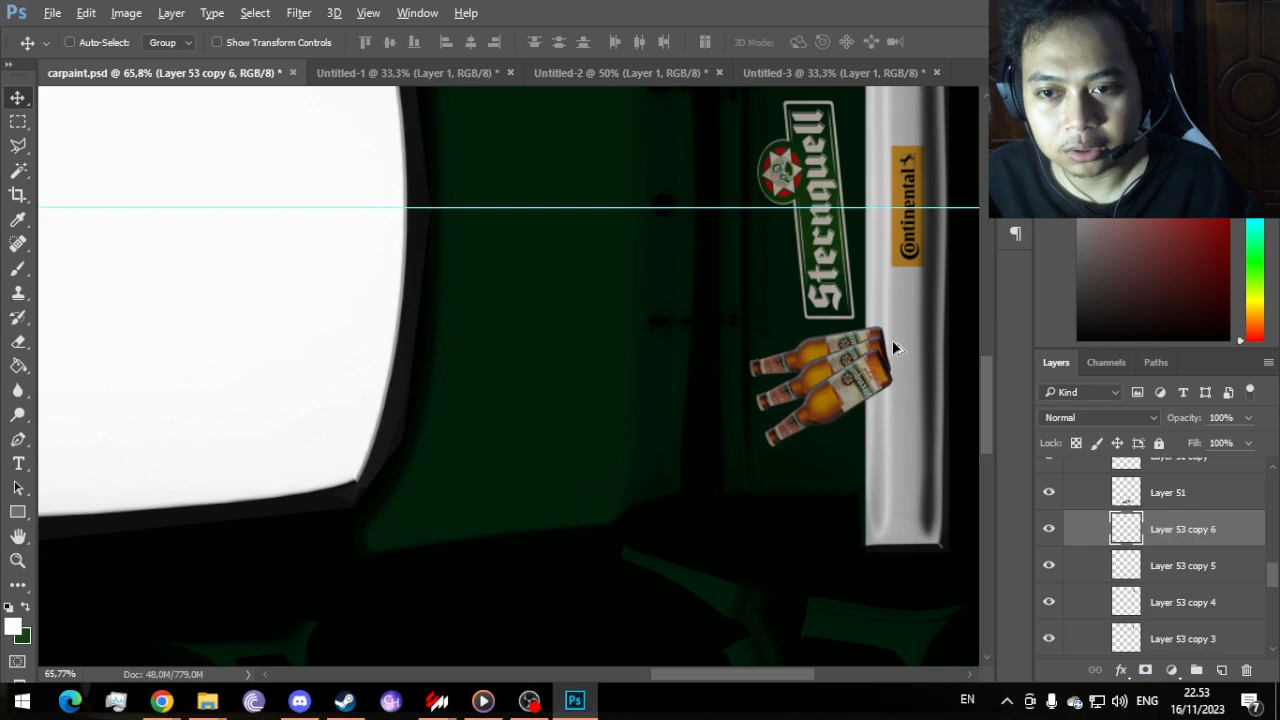 Ps File Edit Image Layer Type Select Filter 3D View Window Help
Auto-Select: Group Show Transform Controls 3D Mode:
carpaint.psd @ 65,8% (Layer 53 copy 6, RGB/8) * × Untitled-1 @ 33,3% (Layer 1, RGB/8) * × Untitled-2 @ 50% (Layer 1, RGB/8) * × Untitled-3 @ 33,3% (Layer 1, RGB/8) * ×
Sternquell
Continental
Layers Channels Paths
Kind
Normal Opacity: 100%
Lock: Fill: 100%
Layer 51 copy
Layer 51
Layer 53 copy 6
Layer 53 copy 5
Layer 53 copy 4
Layer 53 copy 3
65,77% Doc: 48,0M/779,0M
EN ENG 22.53
16/11/2023 7